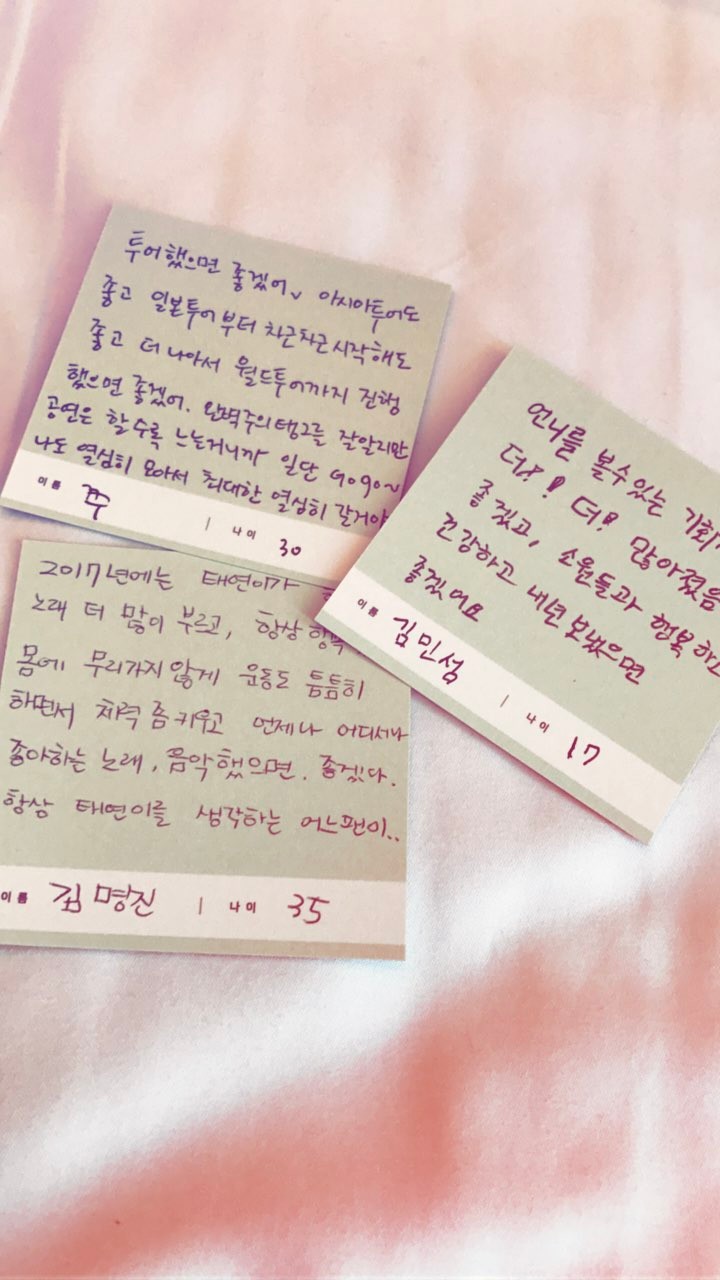 투어했으면 좋겠어~ 아시아투어도
좋고 일본투어부터 차근차근 시작해도
좋고 더 나아서 월드투어까지 진행
했으면 좋겠어. 완벽주의탱구를 잘알지만
공연은 할수록 느는거니까 일단 GoGo~
나도 열심히 모아서 최대한 열심히 갈거야
이름 쭈 | 나이 30
언니를 볼수있는 기회가
더! 더! 많아졌음
좋겠고, 소원들과 행복하고
건강하고 내년 보냈으면
좋겠어요
이름 김민성 | 나이 17
2017년에는 태연이가
노래 더 많이 부르고, 항상 행복
몸에 무리가지 않게 운동도 틈틈히
하면서 체력 좀 키우고 언제나 어디서나
좋아하는 노래, 음악했으면. 좋겠다.
항상 태연이를 생각하는 어느팬이..
이름 김명진 | 나이 35